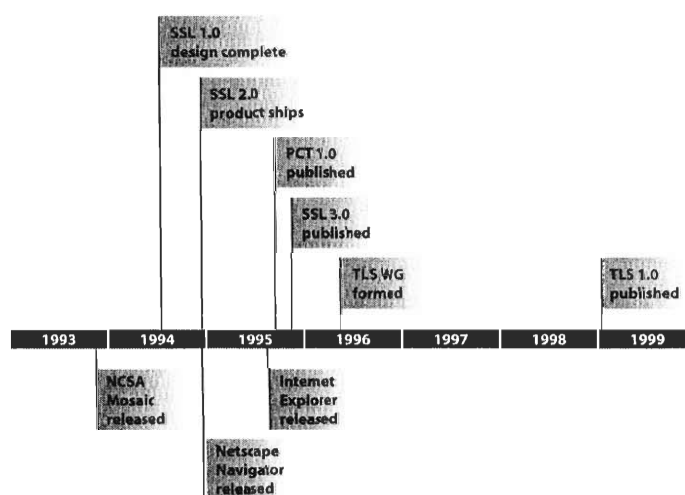 SSL 1.0
design complete
SSL 2.0
product ships
PCT 1.0
published
SSL 3.0
published
TLS WG
formed
TLS 1.0
published
1993 1994 1995 1996 1997 1998 1999
NCSA
Mosaic
released
Internet
Explorer
released
Netscape
Navigator
released